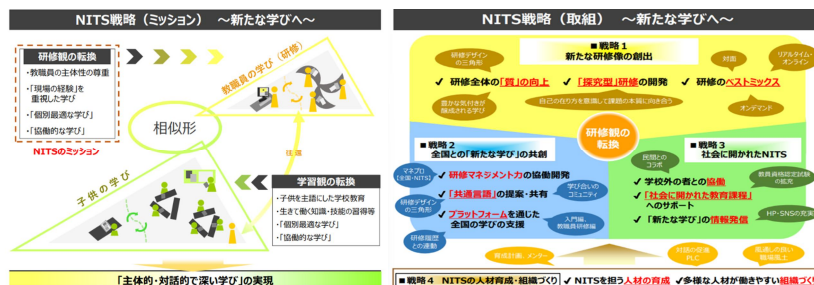 NITS戦略(ミッション) ～新たな学びへ～
研修観の転換
・教職員の主体性の尊重
・「現場の経験」を
重視した学び
・「個別最適な学び」
・「協働的な学び」
NITSのミッション
教職員の学び(研修)
相似形
往還
子供の学び
学習観の転換
・子供を主語にした学校教育
・生きて働く知識・技能の習得等
・「個別最適な学び」
・「協働的な学び」
「主体的・対話的で深い学び」の実現
NITS戦略(取組) ～新たな学びへ～
■戦略1
新たな研修像の創出
研修デザイン
の三角形
対面
リアルタイム・
オンライン
✓ 研修全体の「質」の向上
✓ 「探究型」研修の開発
✓ 研修のベストミックス
豊かな気付きが
醸成される学び
自己の在り方を意識して課題の本質に向き合う
オンデマンド
研修観の
転換
■戦略2
全国との「新たな学び」の共創
マネプロ
【全国・NITS】
✓ 研修マネジメント力の協働開発
✓ 「共通言語」の提案・共有
学び合いの
コミュニティ
研修デザイン
の三角形
✓ プラットフォームを通じた
全国の学びの支援
入門編、
教職員研修編
研修履歴
との連動
■戦略3
社会に開かれたNITS
民間との
コラボ
✓ 学校外の者との協働
教員資格認定試験
の拡充
✓ 「社会に開かれた教育課程」
へのサポート
✓ 「新たな学び」の情報発信
HP・SNSの充実
育成計画、メンター
対話の促進
PLC
風通しの良い
職場風土
■戦略4 NITSの人材育成・組織づくり
✓ NITSを担う人材の育成
✓多様な人材が働きやすい組織づくり